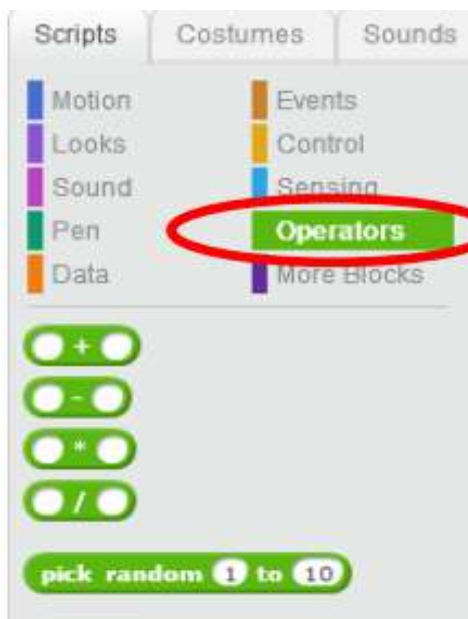 Scripts Costumes Sounds
Motion Events
Looks Control
Sound Sensing
Pen Operators
Data More Blocks
+
-
*
/
pick random 1 to 10